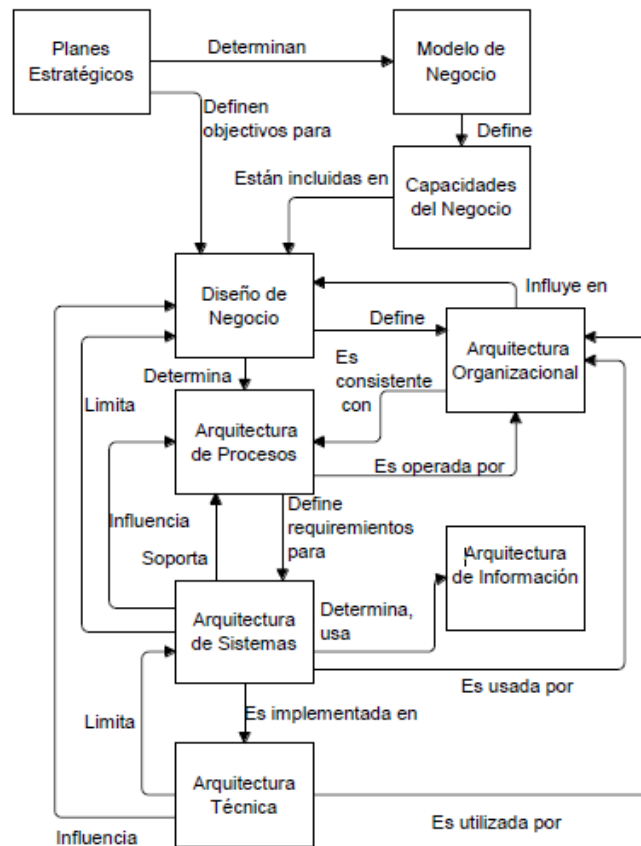 Planes
Estratégicos
Determinan
Modelo de
Negocio
Definen
objectivos para
Define
Están incluidas en
Capacidades
del Negocio
Diseño de
Negocio
Influye en
Define
Arquitectura
Organizacional
Determina
Es
consistente
con
Limita
Arquitectura
de Procesos
Es operada por
Influencia
Define
requirimientos
para
Soporta
Arquitectura
de Información
Arquitectura
de Sistemas
Determina,
usa
Es usada por
Es implementada en
Limita
Arquitectura
Técnica
Es utilizada por
Influencia